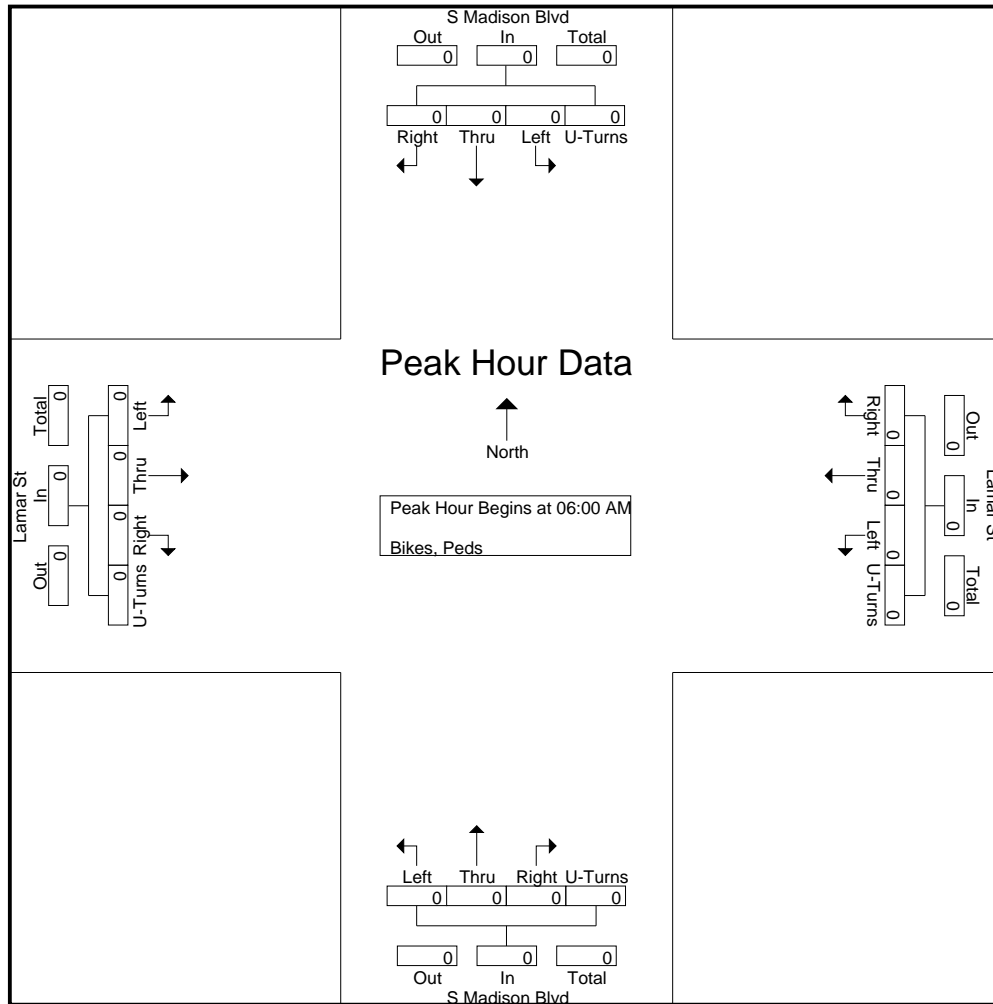 S Madison Blvd
Out In Total
0 0 0
0 0 0 0
Right Thru Left U-Turns
Peak Hour Data
North
Peak Hour Begins at 06:00 AM
Bikes, Peds
Lamar St
Total In Out
0 0 0
0 0 0 0
Left Thru Right U-Turns
Lamar St
Out In Total
0 0 0
0 0 0 0
Right Thru Left U-Turns
Left Thru Right U-Turns
0 0 0 0
0 0 0
Out In Total
S Madison Blvd